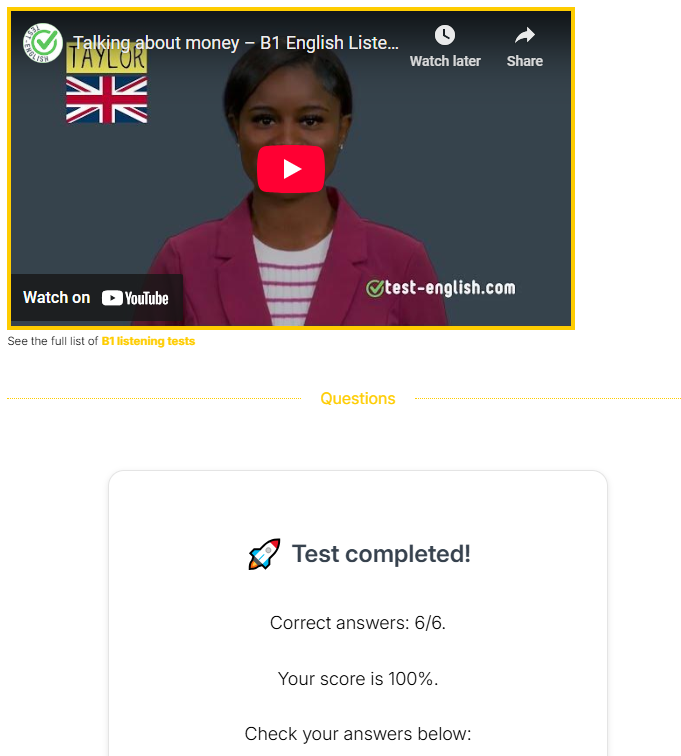 Talking about money – B1 English Liste...
Watch later
Share
TEST-ENGLISH
TAYLOR
test-english.com
Watch on YouTube
See the full list of B1 listening tests
Questions
Test completed!
Correct answers: 6/6.
Your score is 100%.
Check your answers below: